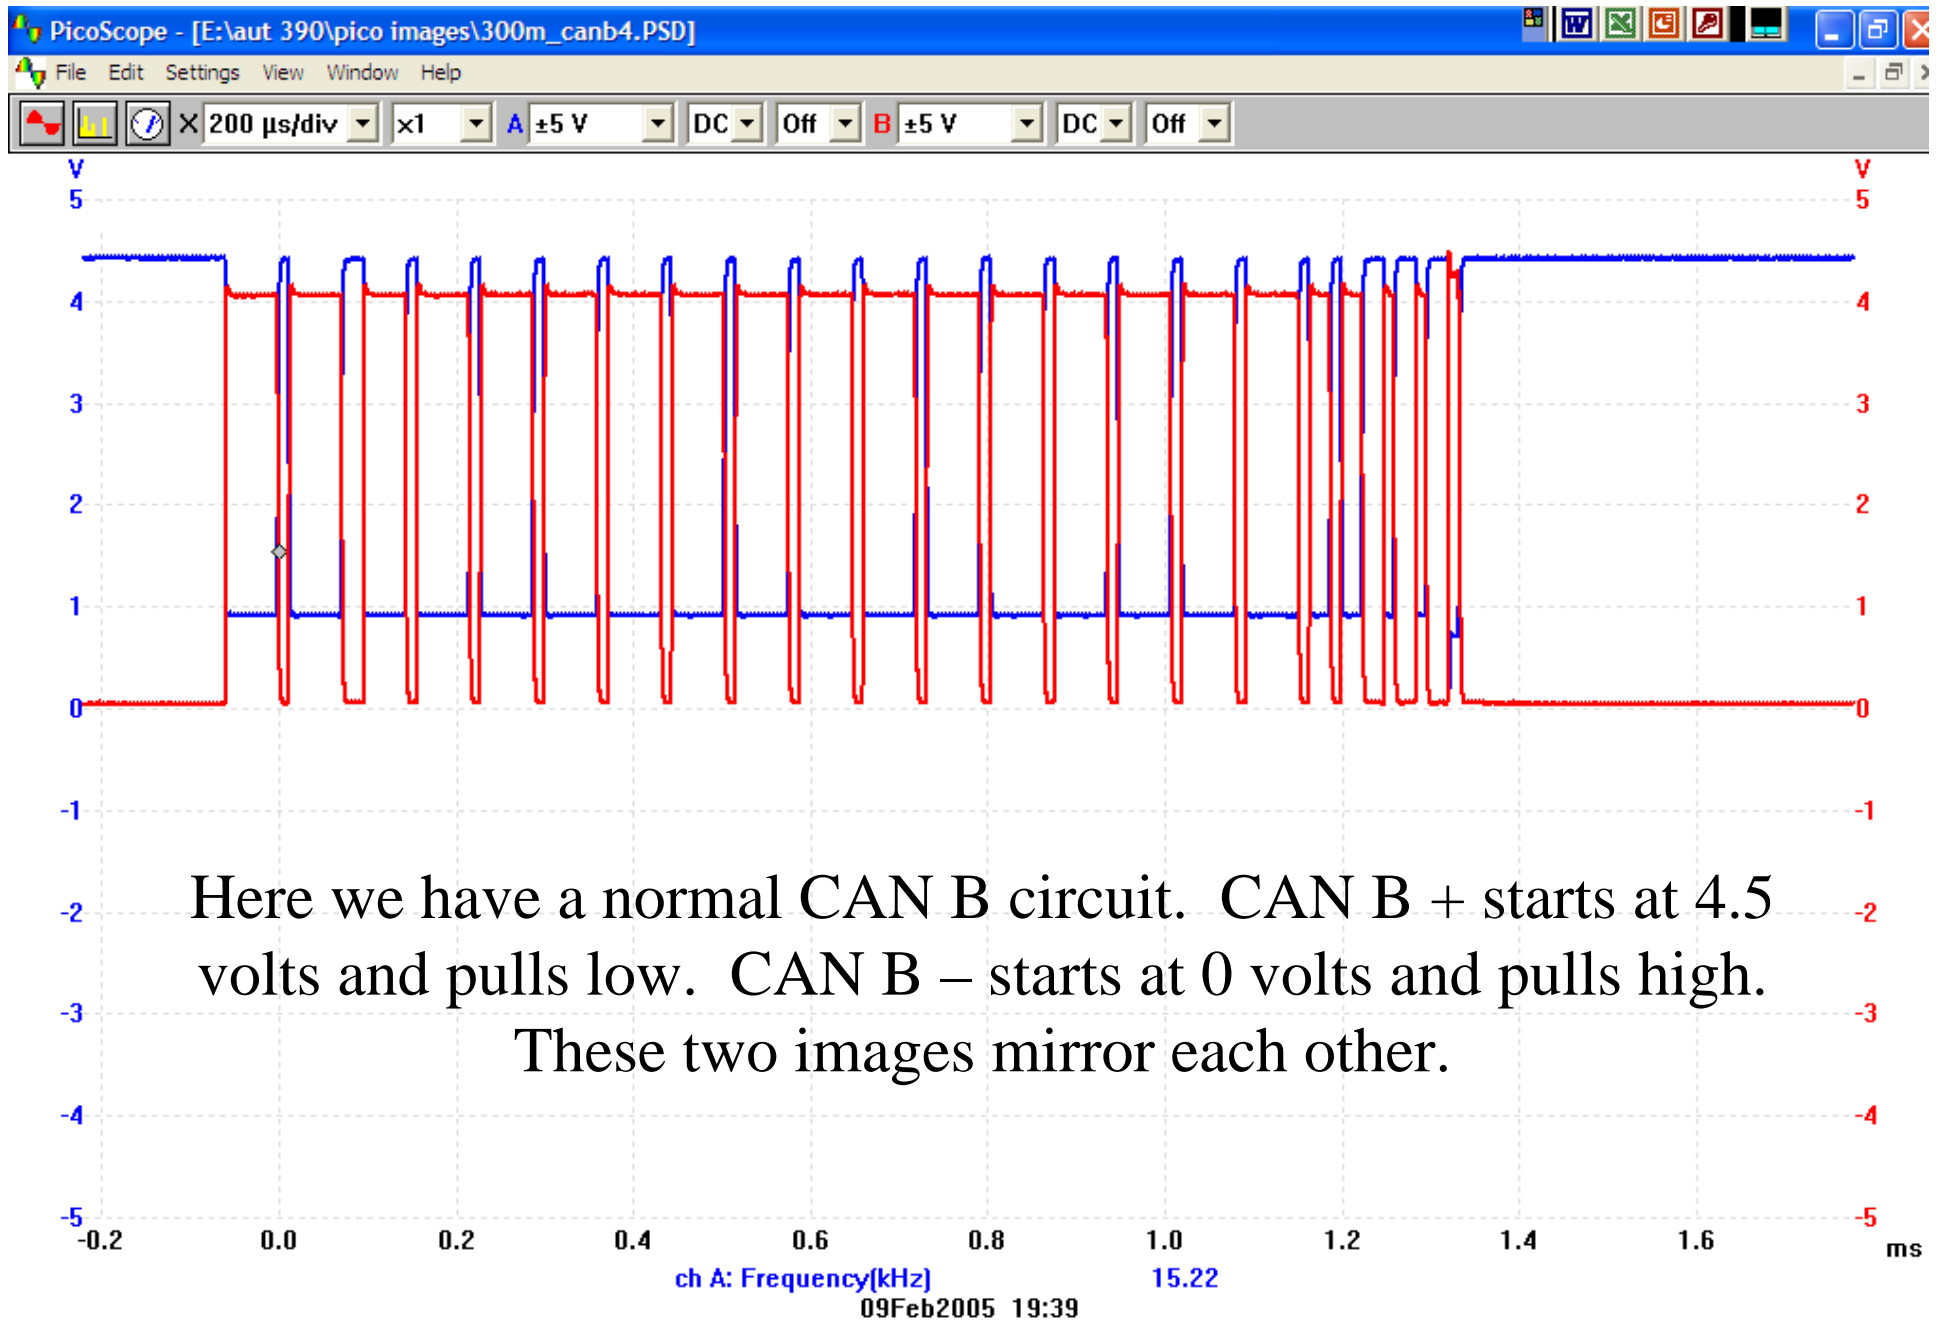 PicoScope - [E:\aut 390\pico images\300m_canb4.PSD]
File Edit Settings View Window Help
X 200 µs/div x1 A ±5 V DC Off B ±5 V DC Off
V V
5 5
4 4
3 3
2 2
1 1
0 0
-1 -1
Here we have a normal CAN B circuit. CAN B + starts at 4.5
-2 -2
volts and pulls low. CAN B – starts at 0 volts and pulls high.
-3 -3
These two images mirror each other.
-4 -4
-5 -5
-0.2 0.0 0.2 0.4 0.6 0.8 1.0 1.2 1.4 1.6 ms
ch A: Frequency(kHz) 15.22
09Feb2005 19:39